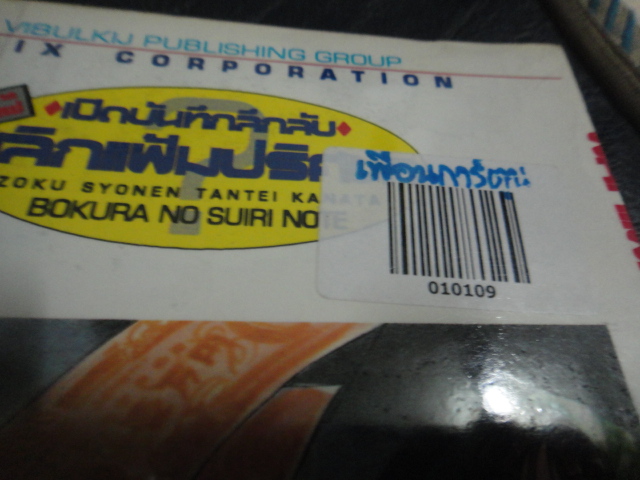 VIBULKIJ PUBLISHING GROUP
IX CORPORATION
เปิดบันทึกลึกลับ
ZOKU SYONEN TANTEI KANATA
BOKURA NO SUIRI NOTE
เพื่อนการ์ตูน
010109